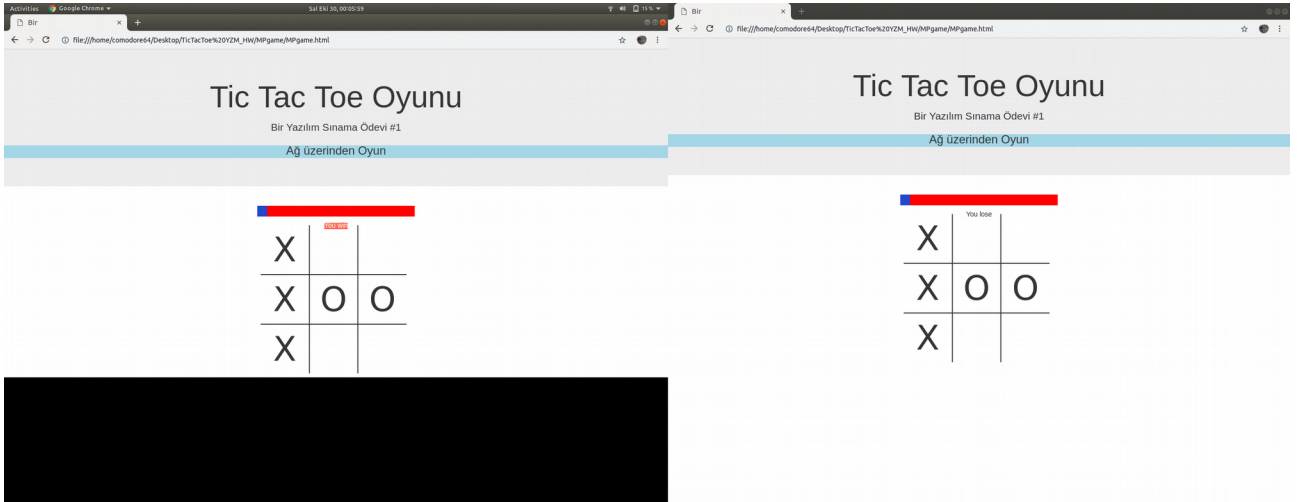 Activities Google Chrome Sal Eki 30, 00:05:59 15 %
Bir
file:///home/comodore64/Desktop/TicTacToe%20YZM_HW/MPgame/MPgame.html
Tic Tac Toe Oyunu
Bir Yazılım Sınama Ödevi #1
Ağ üzerinden Oyun
You win
X
X O O
X
Bir
file:///home/comodore64/Desktop/TicTacToe%20YZM_HW/MPgame/MPgame.html
Tic Tac Toe Oyunu
Bir Yazılım Sınama Ödevi #1
Ağ üzerinden Oyun
You lose
X
X O O
X